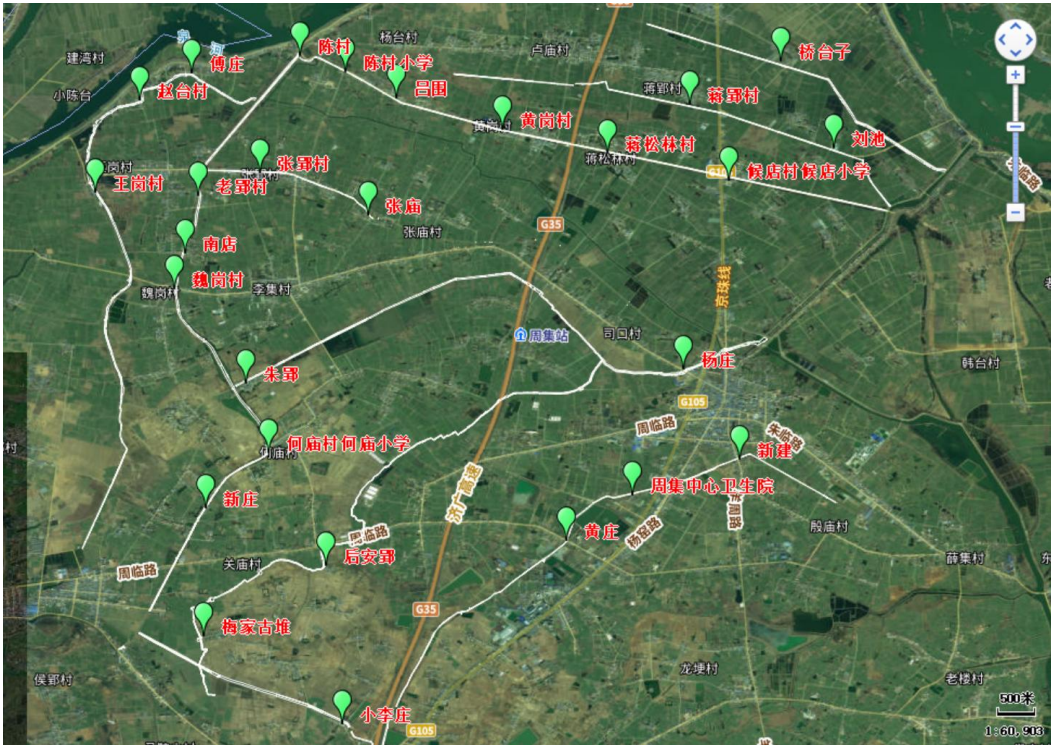 陈村
杨台村
卢庙村
桥台子
建湾村
傅庄
陈村小学
赵台村
吕围
小陈台
蒋郢村
蒋郢村
黄岗村
刘池
蒋松林村
蒋松林村
张郢村
候店村候店小学
王岗村
老郢村
张庙
张庙村
G35
南店
魏岗村
魏岗村
李集村
京珠线
周集站
司口村
杨庄
韩台村
朱郢
G105
周临路
朱临路
何庙村何庙小学
新建
新庄
周集中心卫生院
济广高速
黄庄
杨窑路
殷庙村
周临路
后安郢
关庙村
薛集村
周临路
G35
梅家古堆
侯郢村
龙埂村
老楼村
小李庄
G105
500米
1:60,903